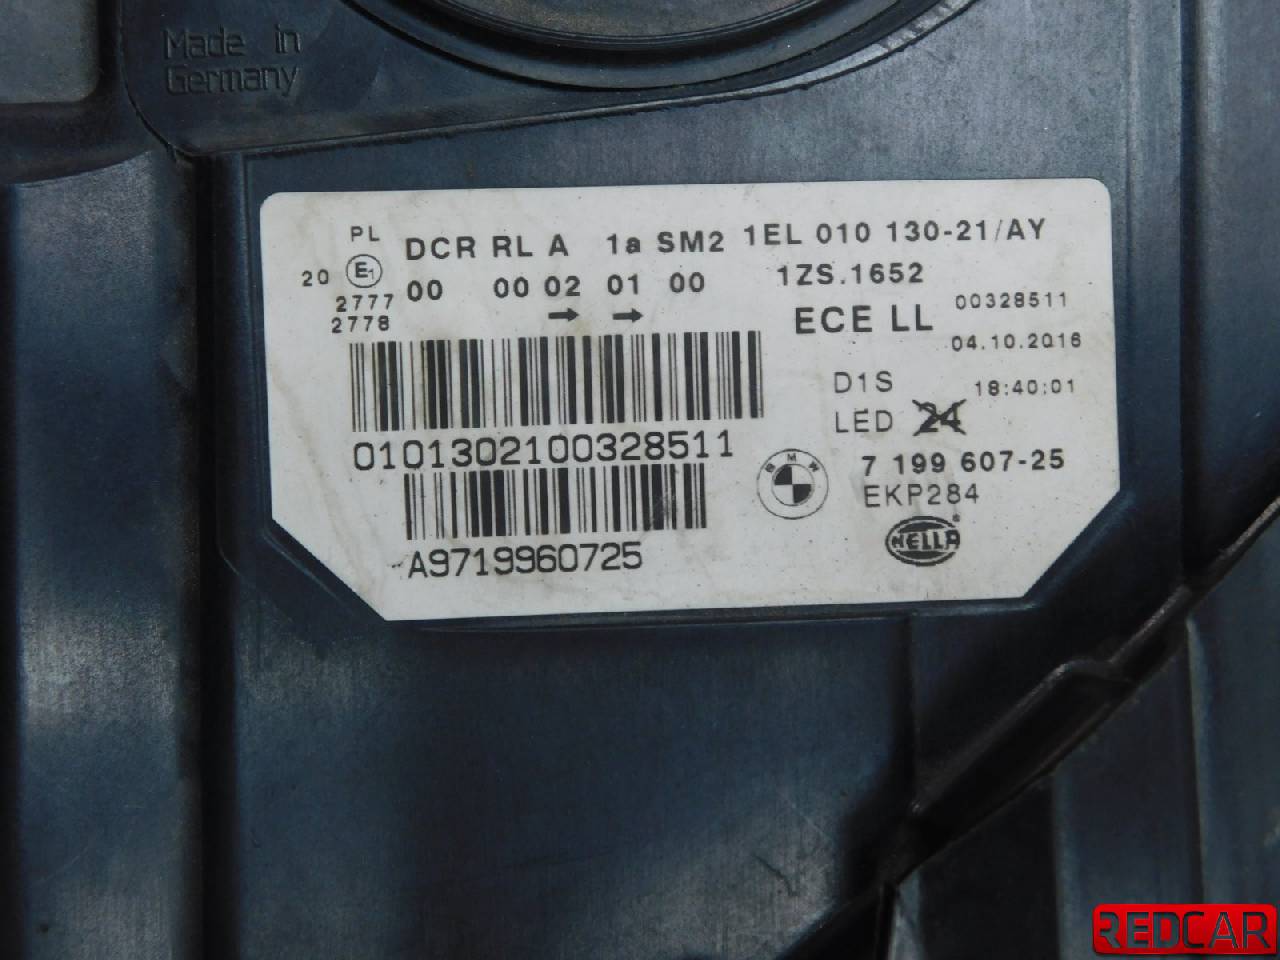 Made in
Germany
PL
DCR RL A 1a SM2 1EL 010 130-21/AY
20 E1 00 00 02 01 00 1ZS.1652
2777
2778
→ →
ECE LL 00328511
04.10.2016
D1S 18:40:01
LED 24
0101302100328511
BMW
7 199 607-25
EKP284
HELLA®
A9719960725
REDCAR